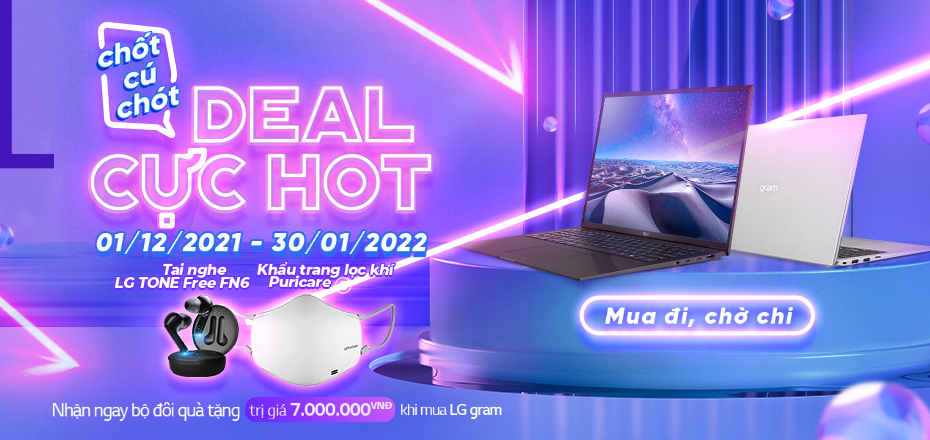 chốt
cú
chót
DEAL
CỰC HOT
01/12/2021 - 30/01/2022
Tai nghe
LG TONE Free FN6
Khẩu trang lọc khí
Puricare
gram
Mua đi, chờ chi
Nhận ngay bộ đôi quà tặng trị giá 7.000.000VNĐ khi mua LG gram